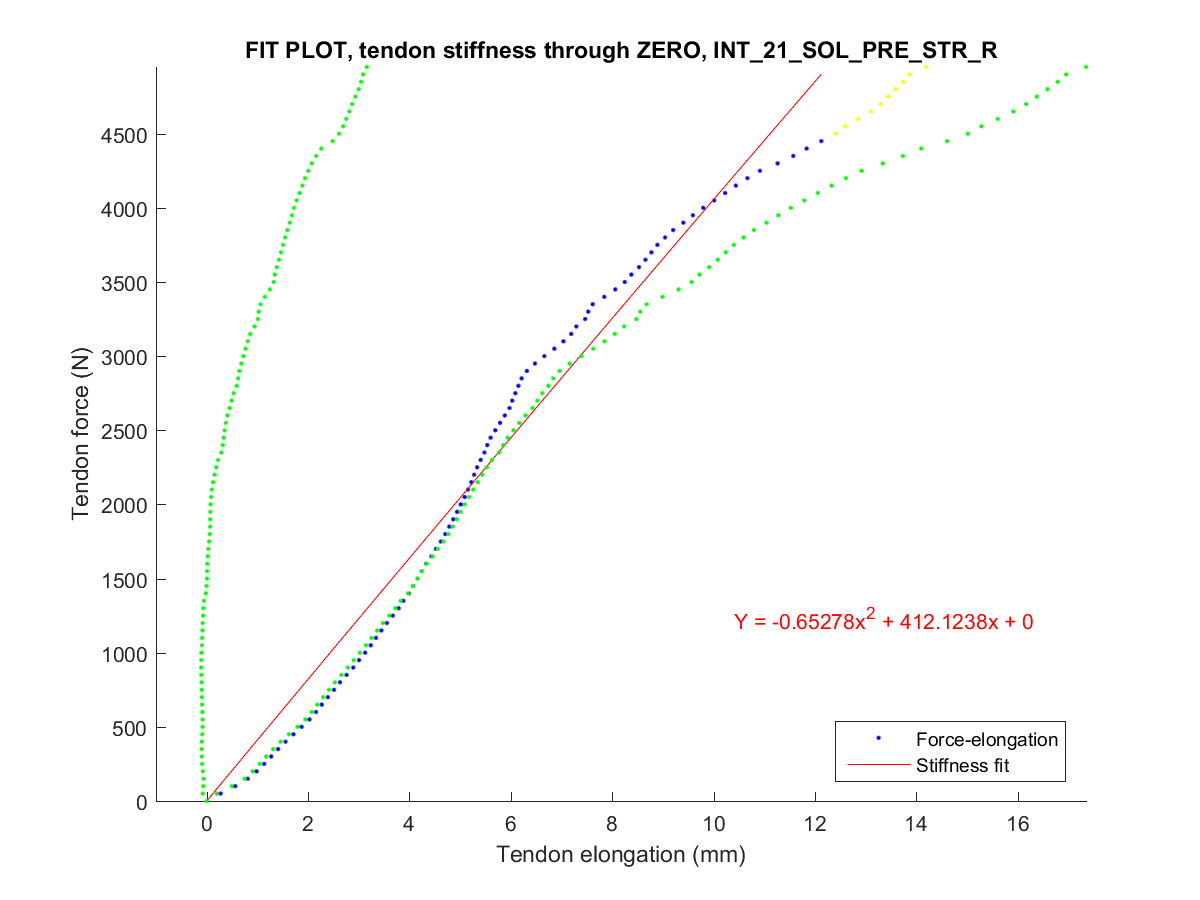 FIT PLOT, tendon stiffness through ZERO, INT_21_SOL_PRE_STR_R
Tendon force (N)
4500
4000
3500
3000
2500
2000
1500
1000
500
0
Y = -0.65278x² + 412.1238x + 0
Force-elongation
Stiffness fit
0 2 4 6 8 10 12 14 16
Tendon elongation (mm)